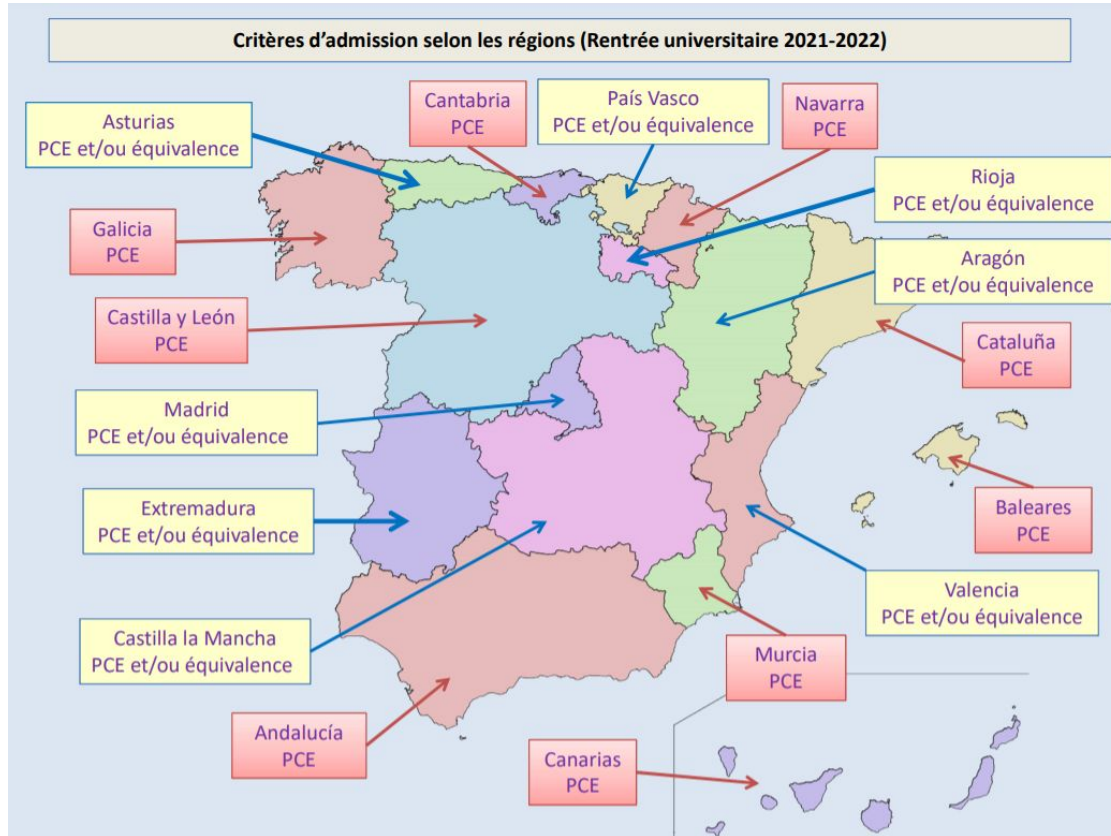 Critères d’admission selon les régions (Rentrée universitaire 2021-2022)
Asturias
PCE et/ou équivalence
Cantabria
PCE
País Vasco
PCE et/ou équivalence
Navarra
PCE
Rioja
PCE et/ou équivalence
Galicia
PCE
Aragón
PCE et/ou équivalence
Castilla y León
PCE
Cataluña
PCE
Madrid
PCE et/ou équivalence
Baleares
PCE
Extremadura
PCE et/ou équivalence
Valencia
PCE et/ou équivalence
Castilla la Mancha
PCE et/ou équivalence
Murcia
PCE
Andalucía
PCE
Canarias
PCE